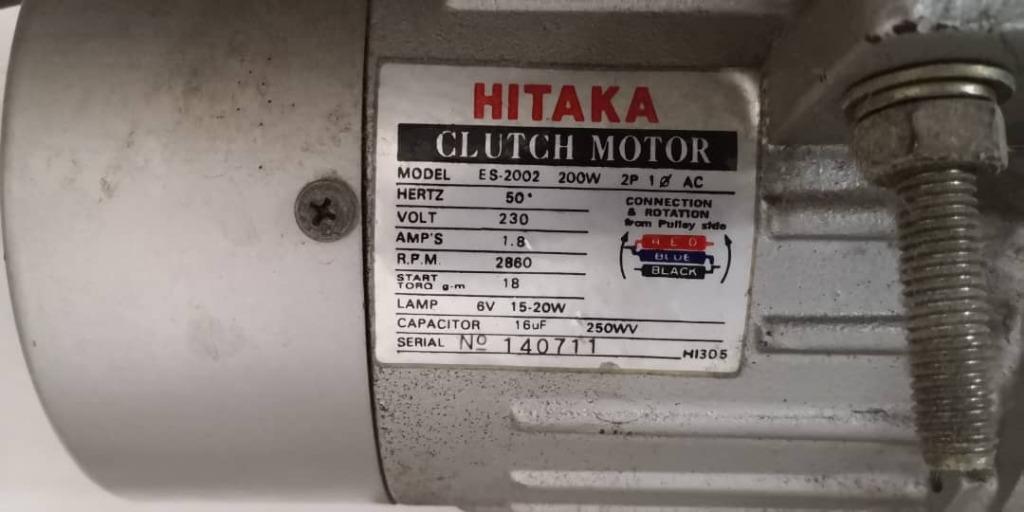 HITAKA
CLUTCH MOTOR
MODEL ES-2002 200W 2P 1Ø AC
HERTZ 50~
VOLT 230
AMP'S 1.8
R.P.M. 2860
START TORQ g-m 18
LAMP 6V 15-20W
CAPACITOR 16uF 250WV
SERIAL Nº 140711
CONNECTION
& ROTATION
from Pulley side
RED
BLUE
BLACK
HI305